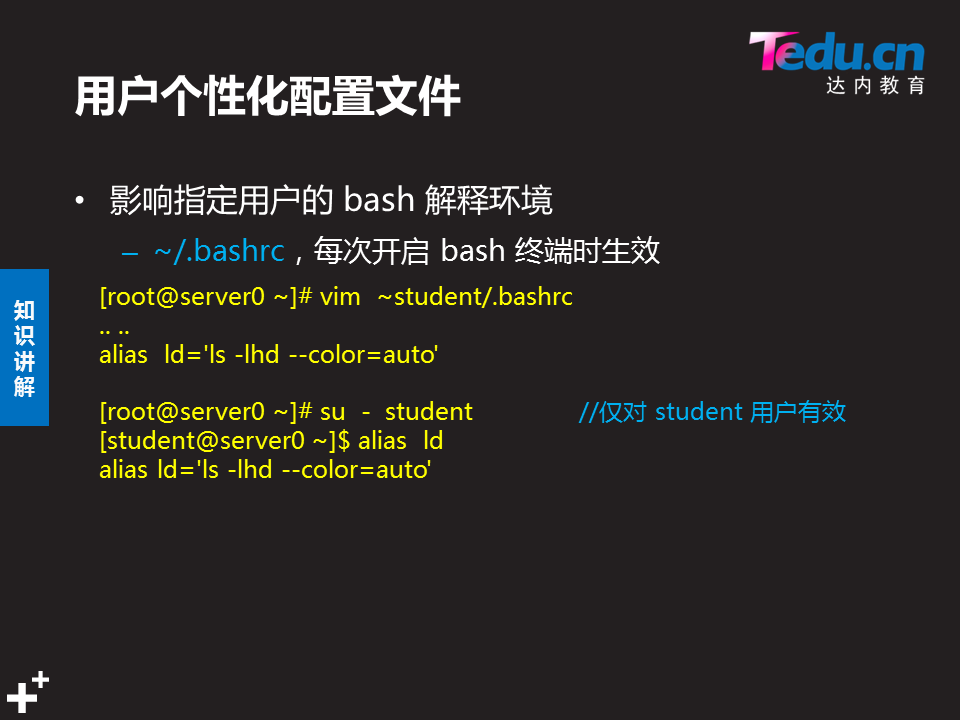 Tedu.cn
达内教育
用户个性化配置文件
• 影响指定用户的 bash 解释环境
– ~/.bashrc，每次开启 bash 终端时生效
知识讲解
[root@server0 ~]# vim  ~student/.bashrc
.. ..
alias  ld='ls -lhd --color=auto'
[root@server0 ~]# su  -  student //仅对 student 用户有效
[student@server0 ~]$ alias  ld
alias ld='ls -lhd --color=auto'